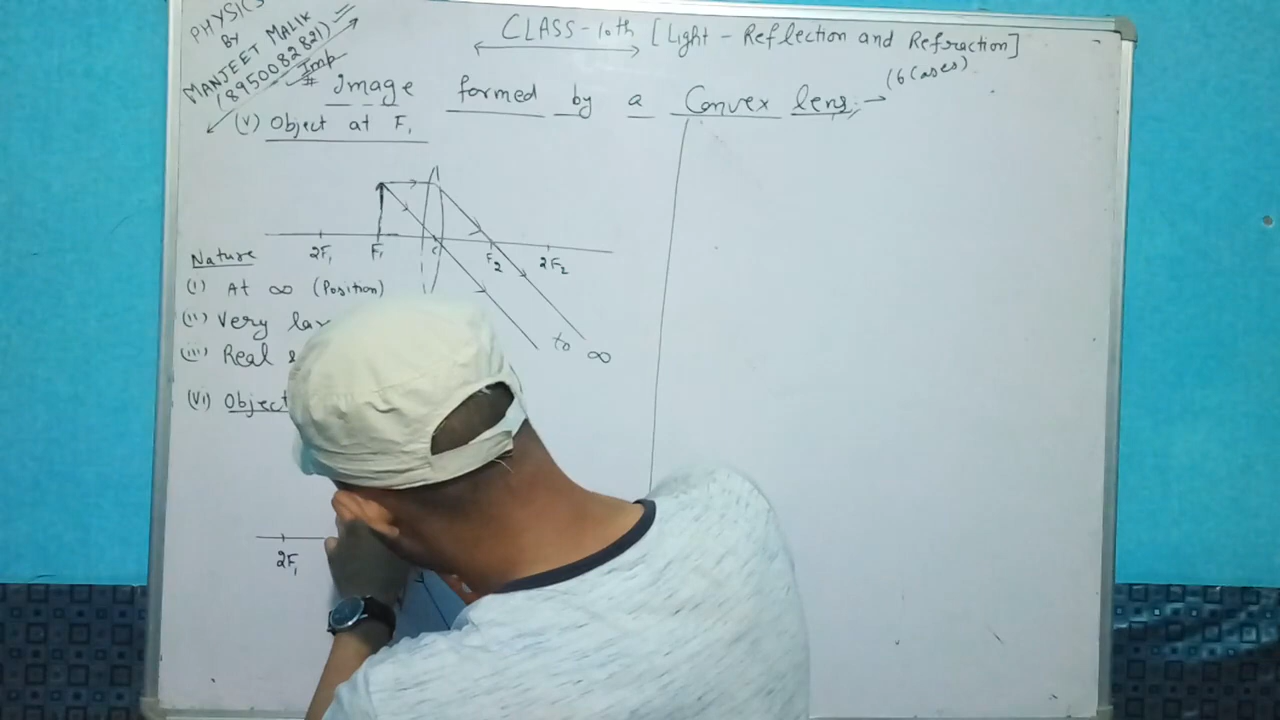 PHYSICS
BY
MANJEET MALIK
(8950082821)
CLASS-10th [Light - Reflection and Refraction]
Imp
# Image formed by a Convex lens → (6 Cases)
(v) Object at F₁
2F₁ F₁ C F₂ 2F₂
Nature
(i) At ∞ (Position)
(ii) Very
(iii) Real &
to ∞
(vi) Object
2F₁